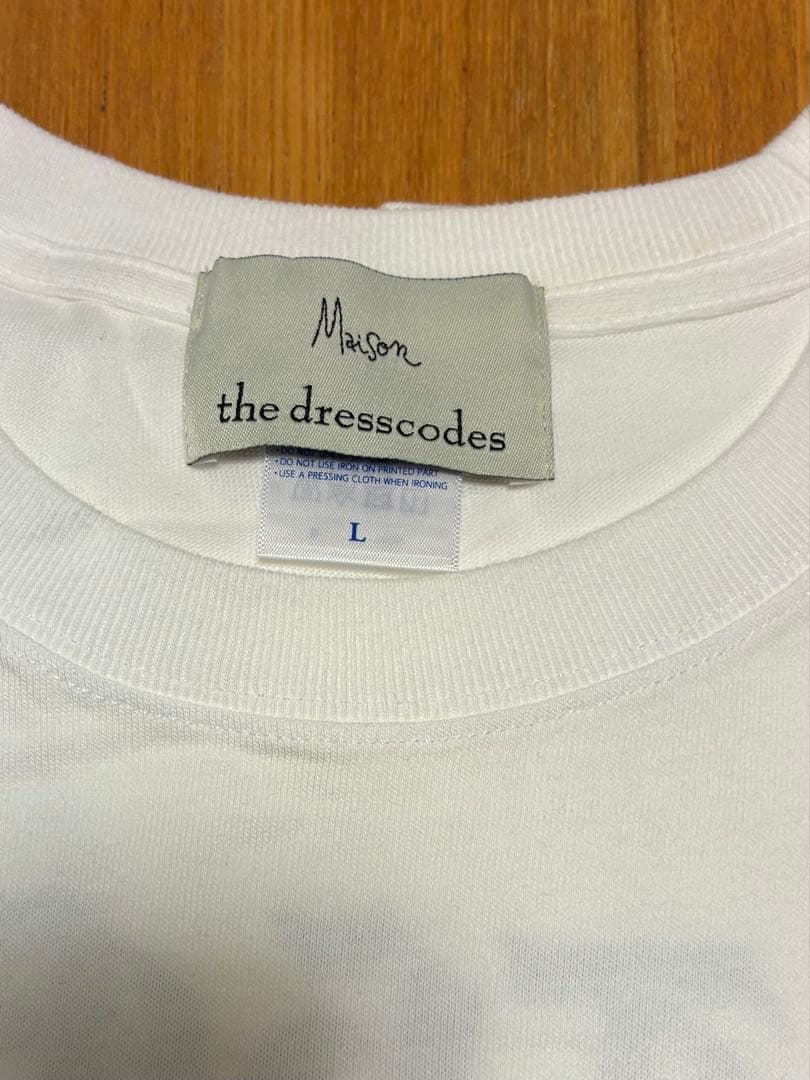 Maison
the dresscodes
• DO NOT USE IRON ON PRINTED PART
• USE A PRESSING CLOTH WHEN IRONING
L